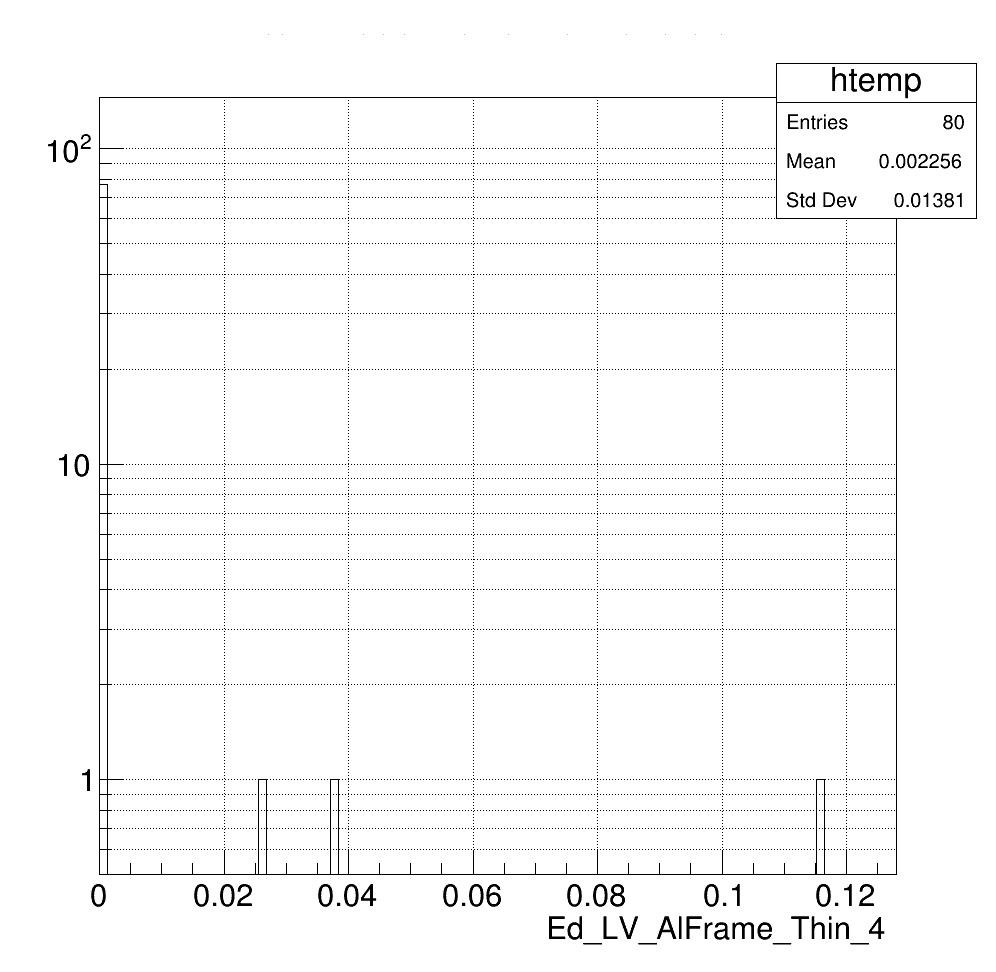 htemp
Entries 80
Mean 0.002256
Std Dev 0.01381
10²
10
1
0 0.02 0.04 0.06 0.08 0.1 0.12
Ed_LV_AlFrame_Thin_4